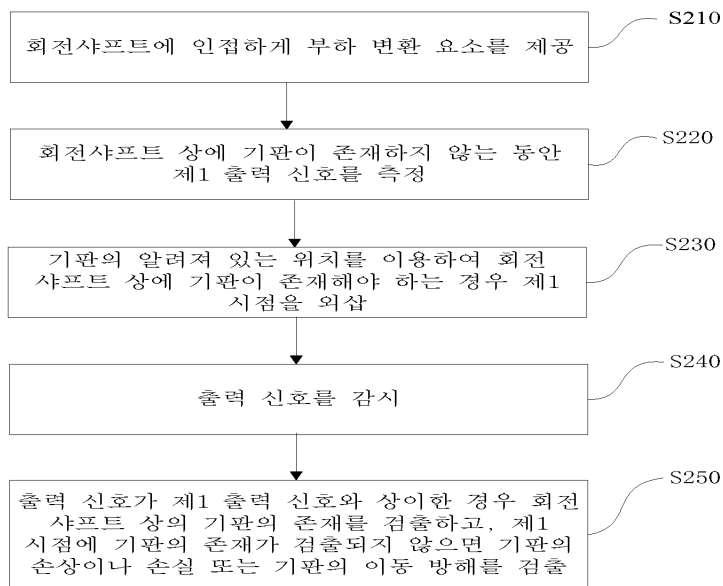 S210
회전샤프트에 인접하게 부하 변환 요소를 제공
S220
회전샤프트 상에 기판이 존재하지 않는 동안
제1 출력 신호를 측정
S230
기판의 알려져 있는 위치를 이용하여 회전
샤프트 상에 기판이 존재해야 하는 경우 제1
시점을 외삽
S240
출력 신호를 감시
S250
출력 신호가 제1 출력 신호와 상이한 경우 회전
샤프트 상의 기판의 존재를 검출하고, 제1
시점에 기판의 존재가 검출되지 않으면 기판의
손상이나 손실 또는 기판의 이동 방해를 검출